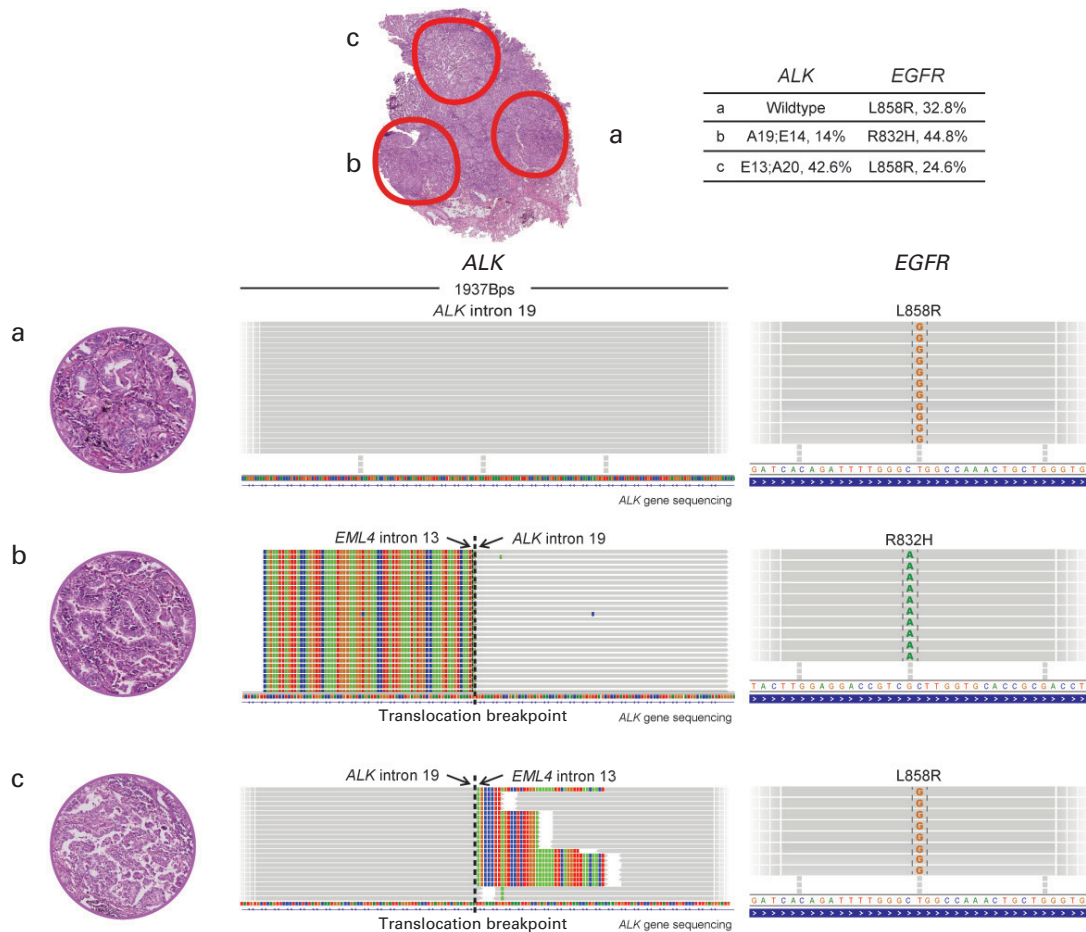 c
a
b
ALK EGFR
a Wildtype L858R, 32.8%
b A19;E14, 14% R832H, 44.8%
c E13;A20, 42.6% L858R, 24.6%
ALK EGFR
1937Bps
ALK intron 19 L858R
a
G
G
G
G
G
G
G
G
G
G
GATCACAGATTTTGGGCTGGCCAAACTGCTGGGTG
ALK gene sequencing
EML4 intron 13 ALK intron 19 R832H
b
A
A
A
A
A
A
A
A
A
TACTTGGAGGACCGTCGCTTGGTGCACCGCGACCT
Translocation breakpoint ALK gene sequencing
ALK intron 19 EML4 intron 13 L858R
c
G
G
G
G
G
G
G
GATCACAGATTTTGGGCTGGCCAAACTGCTGGGTG
Translocation breakpoint ALK gene sequencing